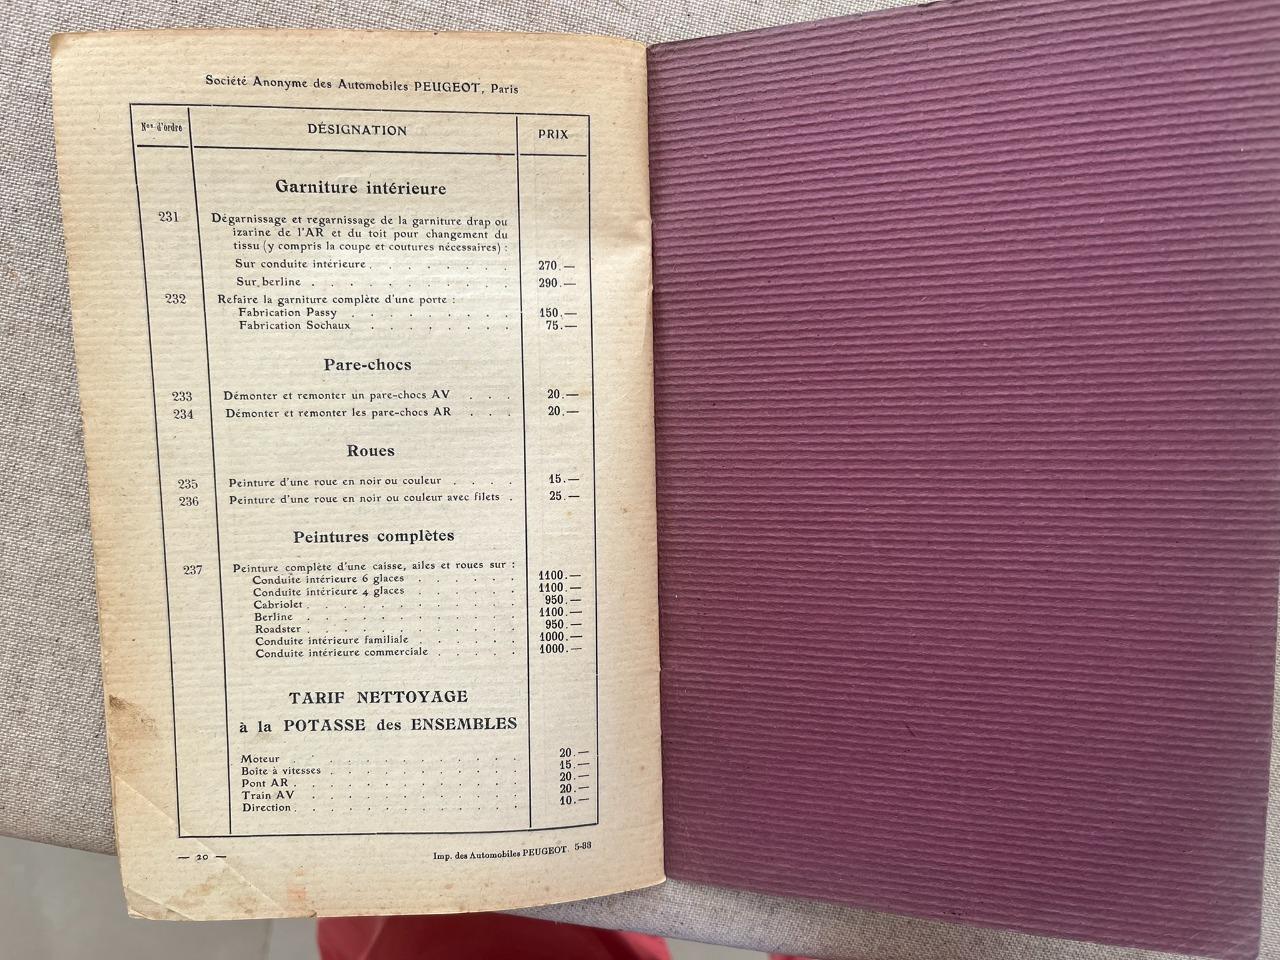 Société Anonyme des Automobiles PEUGEOT, Paris
Nos d'ordre DÉSIGNATION PRIX
Garniture intérieure
231 Dégarnissage et regarnissage de la garniture drap ou
izarine de l'AR et du toit pour changement du
tissu (y compris la coupe et coutures nécessaires) :
Sur conduite intérieure . . . . . . . 270.—
Sur berline . . . . . . . . . . 290.—
232 Refaire la garniture complète d'une porte :
Fabrication Passy . . . . . . . . 150.—
Fabrication Sochaux . . . . . . . 75.—
Pare-chocs
233 Démonter et remonter un pare-chocs AV . . . 20.—
234 Démonter et remonter les pare-chocs AR . . . 20.—
Roues
235 Peinture d'une roue en noir ou couleur . . . . 15.—
236 Peinture d'une roue en noir ou couleur avec filets . 25.—
Peintures complètes
237 Peinture complète d'une caisse, ailes et roues sur :
Conduite intérieure 6 glaces . . . . . . 1100.—
Conduite intérieure 4 glaces . . . . . . 1100.—
Cabriolet . . . . . . . . . . . 950.—
Berline . . . . . . . . . . . 1100.—
Roadster . . . . . . . . . . . 950.—
Conduite intérieure familiale . . . . . 1000.—
Conduite intérieure commerciale . . . . . 1000.—
TARIF NETTOYAGE
à la POTASSE des ENSEMBLES
Moteur . . . . . . . . . . . 20.—
Boîte à vitesses . . . . . . . . . 15.—
Pont AR . . . . . . . . . . . 20.—
Train AV . . . . . . . . . . 20.—
Direction . . . . . . . . . . . 10.—
— 20 — Imp. des Automobiles PEUGEOT. 5-33